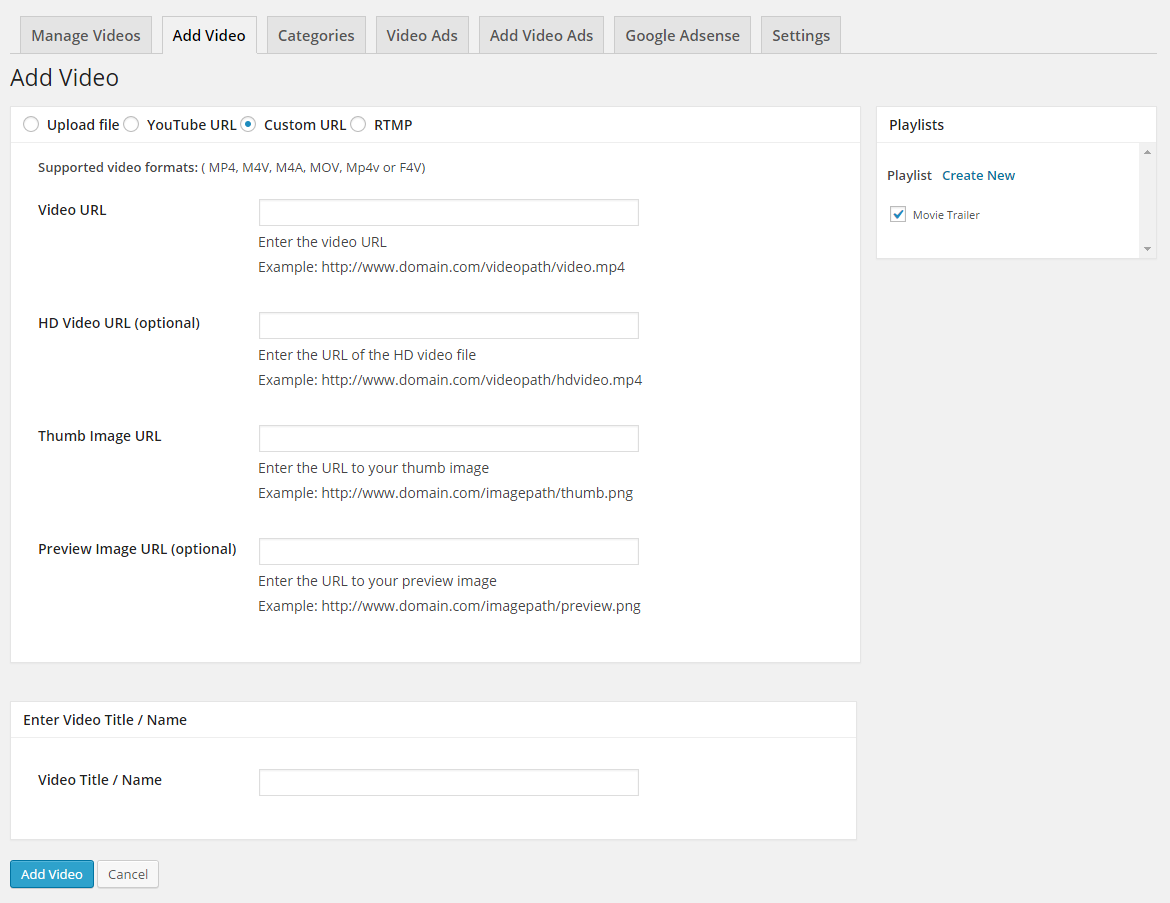 Manage Videos Add Video Categories Video Ads Add Video Ads Google Adsense Settings
Add Video
Upload file YouTube URL Custom URL RTMP
Supported video formats: ( MP4, M4V, M4A, MOV, Mp4v or F4V)
Video URL
Enter the video URL
Example: http://www.domain.com/videopath/video.mp4
HD Video URL (optional)
Enter the URL of the HD video file
Example: http://www.domain.com/videopath/hdvideo.mp4
Thumb Image URL
Enter the URL to your thumb image
Example: http://www.domain.com/imagepath/thumb.png
Preview Image URL (optional)
Enter the URL to your preview image
Example: http://www.domain.com/imagepath/preview.png
Playlists
Playlist Create New
Movie Trailer
Enter Video Title / Name
Video Title / Name
Add Video Cancel